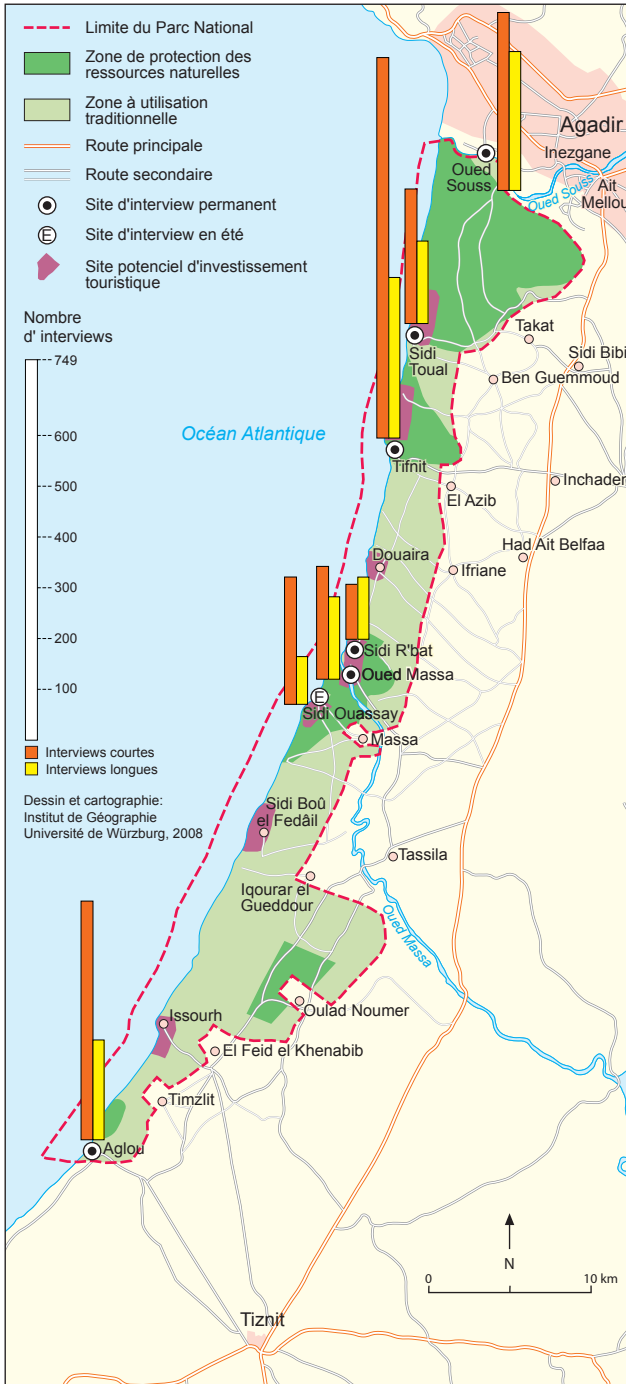 Limite du Parc National
Zone de protection des
ressources naturelles
Zone à utilisation
traditionnelle
Route principale
Route secondaire
Site d'interview permanent
E
Site d'interview en été
Site potenciel d'investissement
touristique
Nombre
d' interviews
749
600
500
400
300
200
100
Interviews courtes
Interviews longues
Dessin et cartographie:
Institut de Géographie
Université de Würzburg, 2008
Océan Atlantique
Agadir
Inezgane
Oued
Souss
Oued Souss
Ait
Mellou
Takat
Sidi
Toual
Sidi Bibi
Ben Guemmoud
Tifnit
El Azib
Inchaden
Douaira
Ifriane
Had Ait Belfaa
Sidi R'bat
Oued Massa
E
Sidi Ouassay
Massa
Sidi Boû
el Fedâil
Tassila
Iqourar el
Gueddour
Oued Massa
Oulad Noumer
Issourh
El Feid el Khenabib
Timzlit
Aglou
N
0
10 km
Tiznit